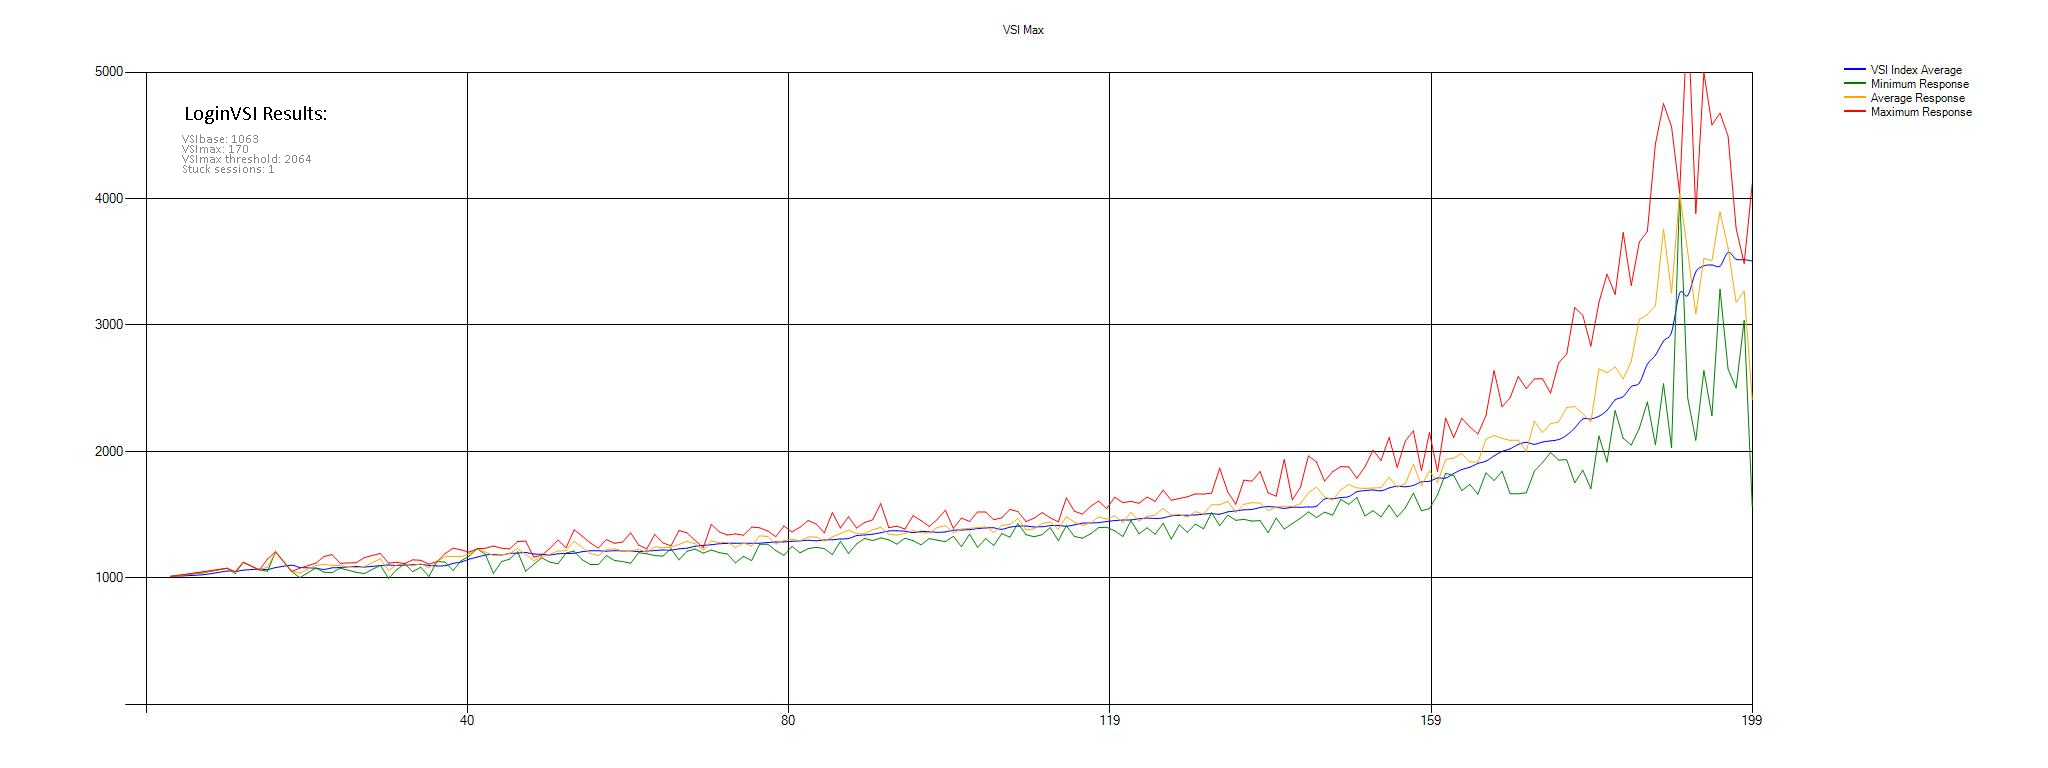 VSI Max
5000
4000
3000
2000
1000
LoginVSI Results:
VSIbase: 1063
VSImax: 170
VSImax threshold: 2064
Stuck sessions: 1
VSI Index Average
Minimum Response
Average Response
Maximum Response
40
80
119
159
199